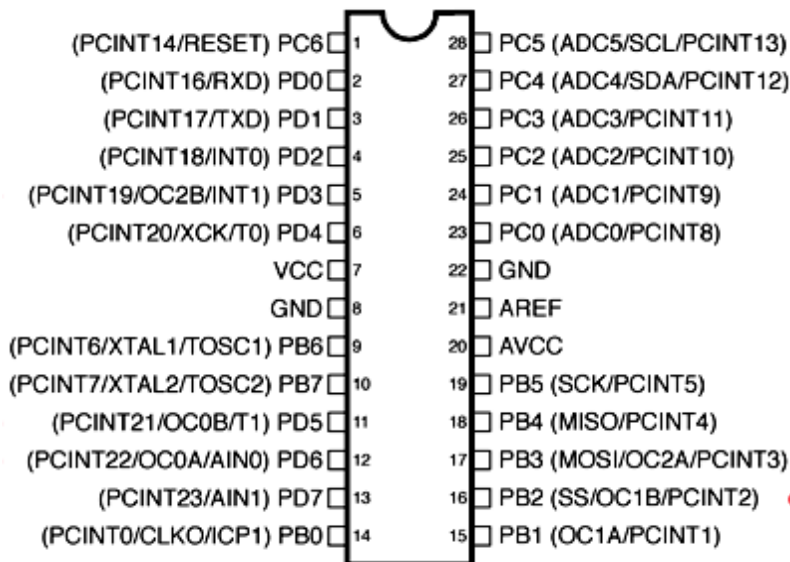 (PCINT14/RESET) PC6 1 28 PC5 (ADC5/SCL/PCINT13)
(PCINT16/RXD) PD0 2 27 PC4 (ADC4/SDA/PCINT12)
(PCINT17/TXD) PD1 3 26 PC3 (ADC3/PCINT11)
(PCINT18/INT0) PD2 4 25 PC2 (ADC2/PCINT10)
(PCINT19/OC2B/INT1) PD3 5 24 PC1 (ADC1/PCINT9)
(PCINT20/XCK/T0) PD4 6 23 PC0 (ADC0/PCINT8)
VCC 7 22 GND
GND 8 21 AREF
(PCINT6/XTAL1/TOSC1) PB6 9 20 AVCC
(PCINT7/XTAL2/TOSC2) PB7 10 19 PB5 (SCK/PCINT5)
(PCINT21/OC0B/T1) PD5 11 18 PB4 (MISO/PCINT4)
(PCINT22/OC0A/AIN0) PD6 12 17 PB3 (MOSI/OC2A/PCINT3)
(PCINT23/AIN1) PD7 13 16 PB2 (SS/OC1B/PCINT2)
(PCINT0/CLKO/ICP1) PB0 14 15 PB1 (OC1A/PCINT1)